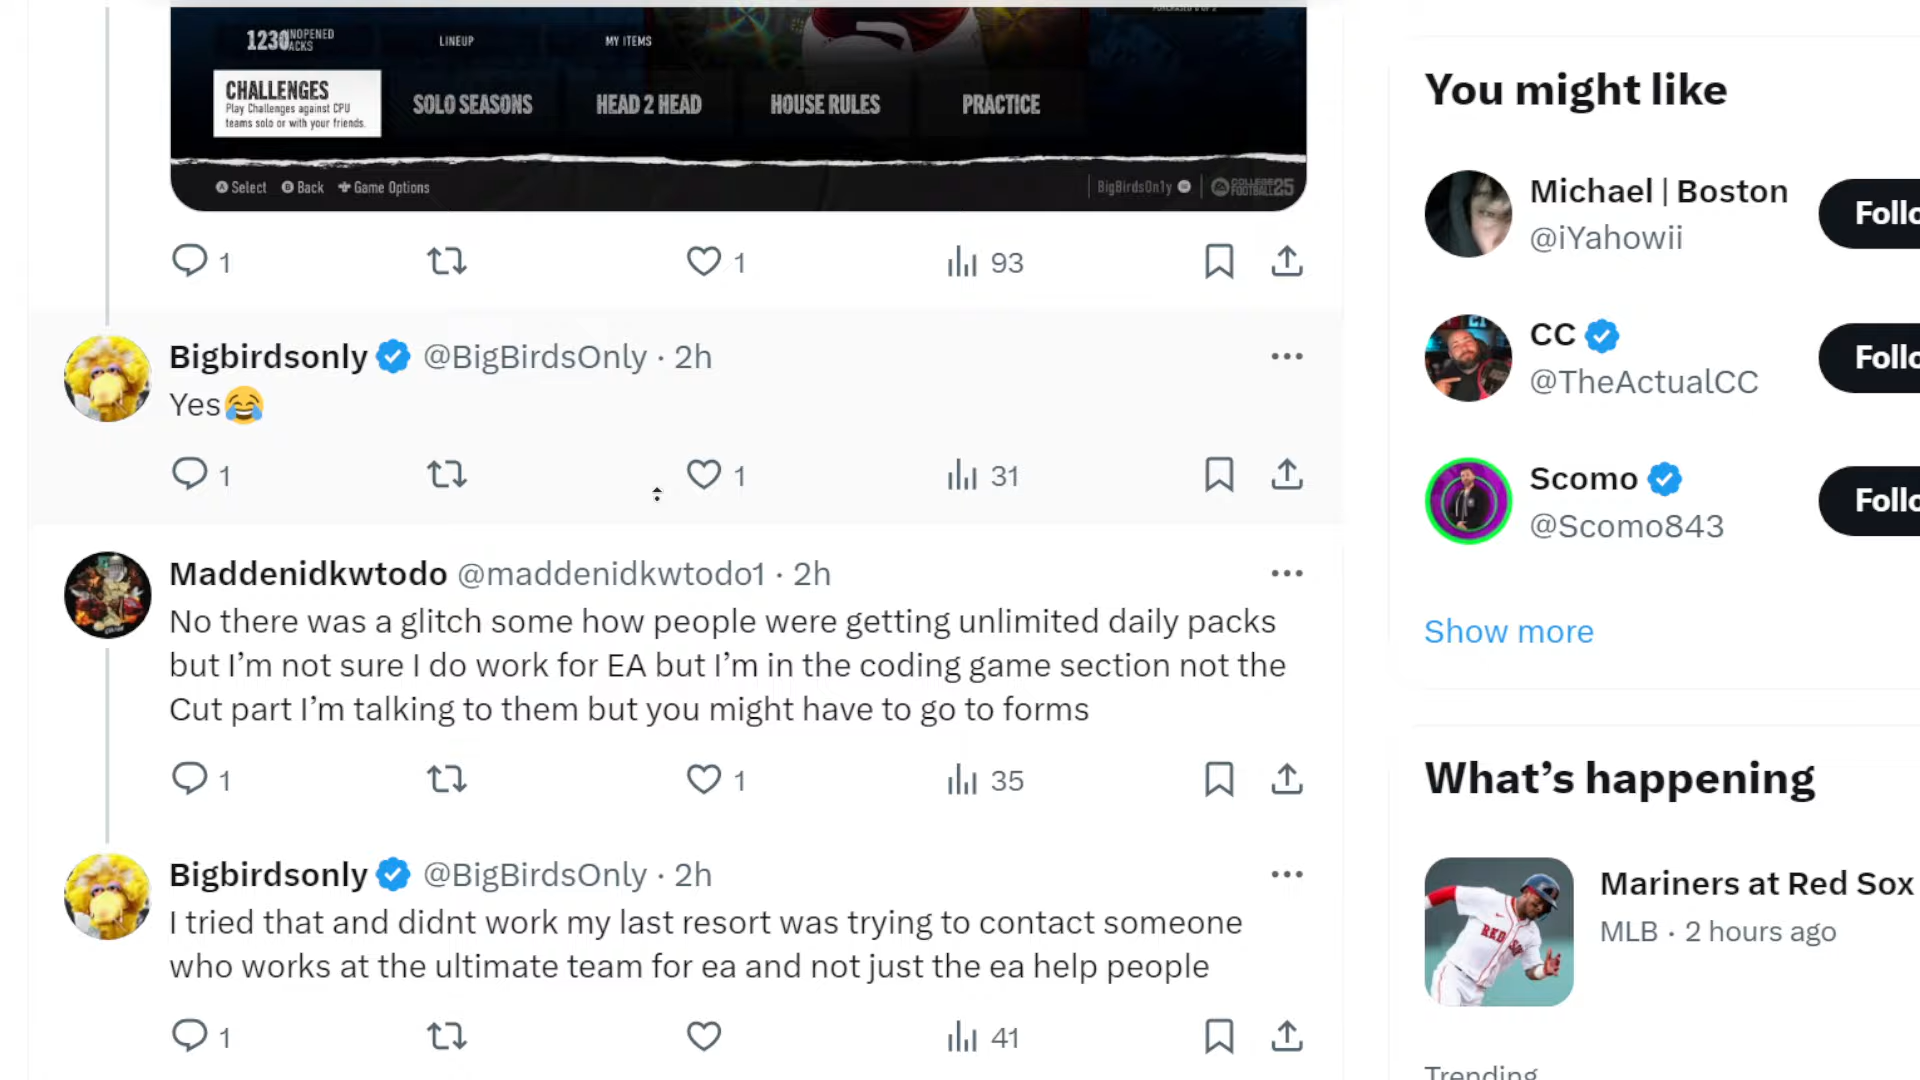 1230 UNOPENED PACKS
LINEUP
MY ITEMS
CHALLENGES
Play Challenges against CPU
teams solo or with your friends.
SOLO SEASONS
HEAD 2 HEAD
HOUSE RULES
PRACTICE
A Select B Back Game Options
BigBirdsOn1y
EA COLLEGE FOOTBALL 25
1 1 93
Bigbirdsonly @BigBirdsOnly · 2h
Yes😂
1 1 31
Maddenidkwtodo @maddenidkwtodo1 · 2h
No there was a glitch some how people were getting unlimited daily packs
but I’m not sure I do work for EA but I’m in the coding game section not the
Cut part I’m talking to them but you might have to go to forms
1 1 35
Bigbirdsonly @BigBirdsOnly · 2h
I tried that and didnt work my last resort was trying to contact someone
who works at the ultimate team for ea and not just the ea help people
1 41
You might like
Michael | Boston
@iYahowii
Follo
CC
@TheActualCC
Follo
Scomo
@Scomo843
Follo
Show more
What’s happening
Mariners at Red Sox
MLB · 2 hours ago
RED SOX
Trending